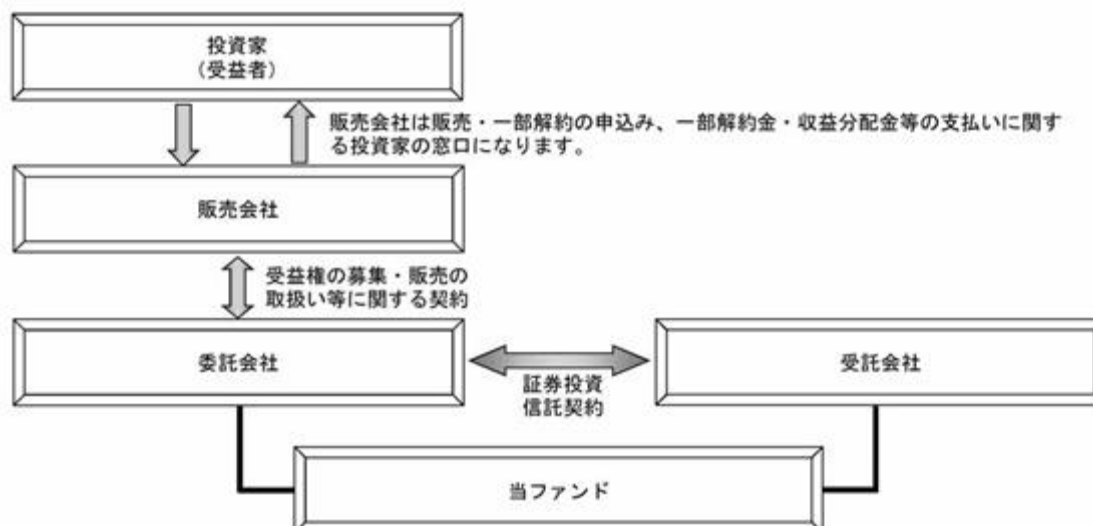 投資家
（受益者）
販売会社は販売・一部解約の申込み、一部解約金・収益分配金等の支払いに関す
る投資家の窓口になります。
販売会社
受益権の募集・販売の
取扱い等に関する契約
委託会社
受託会社
証券投資
信託契約
当ファンド